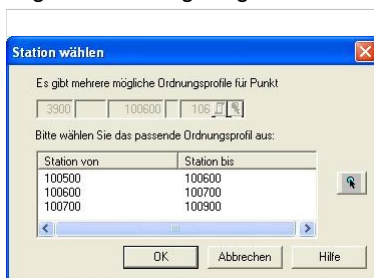 Station wählen
Es gibt mehrere mögliche Ordnungsprofile für Punkt
3900 100600 106
Bitte wählen Sie das passende Ordnungsprofil aus:
Station von Station bis
100500 100600
100600 100700
100700 100900
OK Abbrechen Hilfe